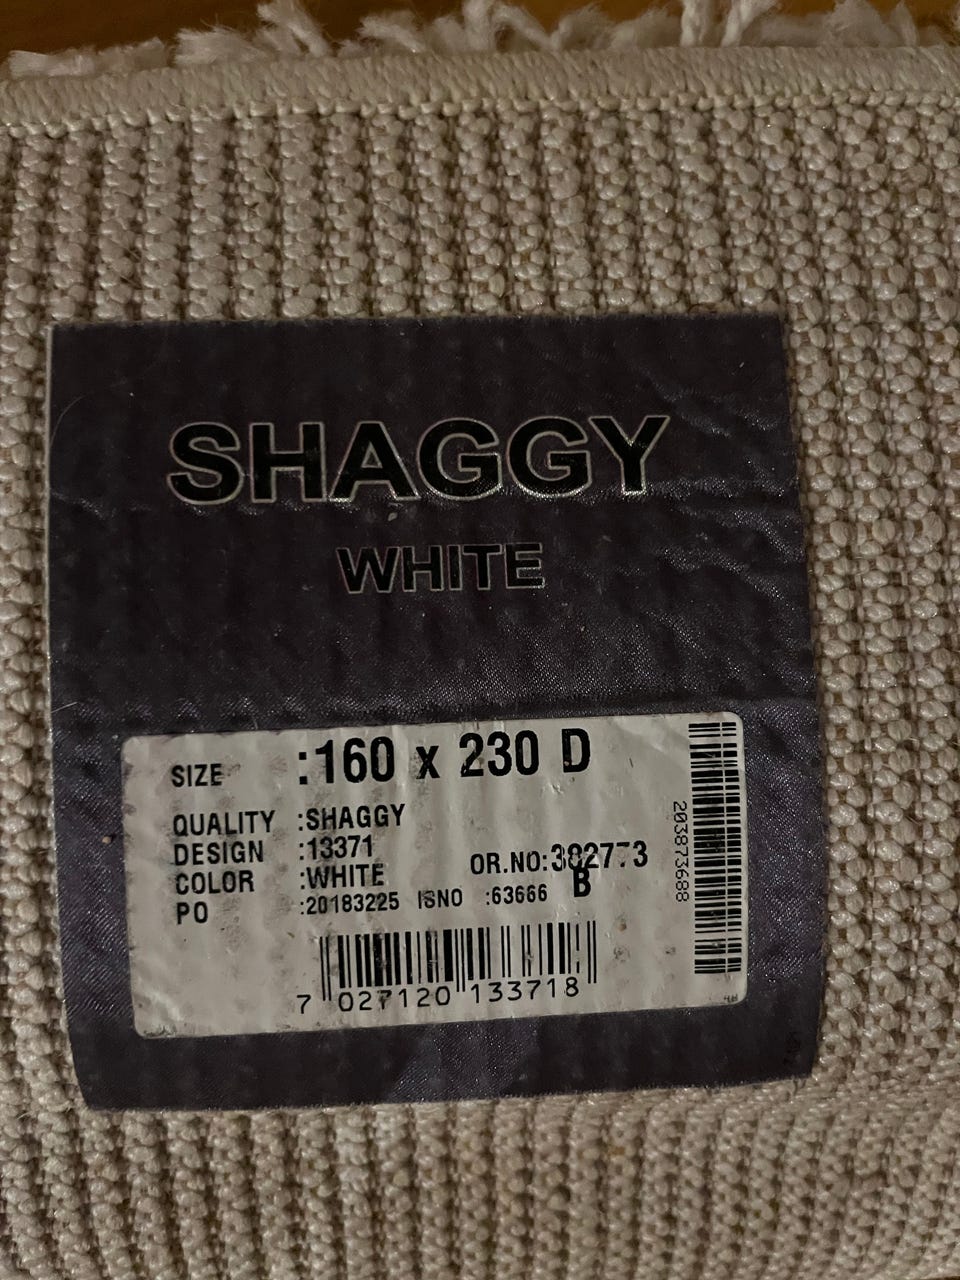 SHAGGY
WHITE
SIZE :160 x 230 D
QUALITY :SHAGGY
DESIGN :13371
COLOR :WHITE OR.NO:382773
PO :20183225 ISNO :63666 B
7 027120 133718
203873688